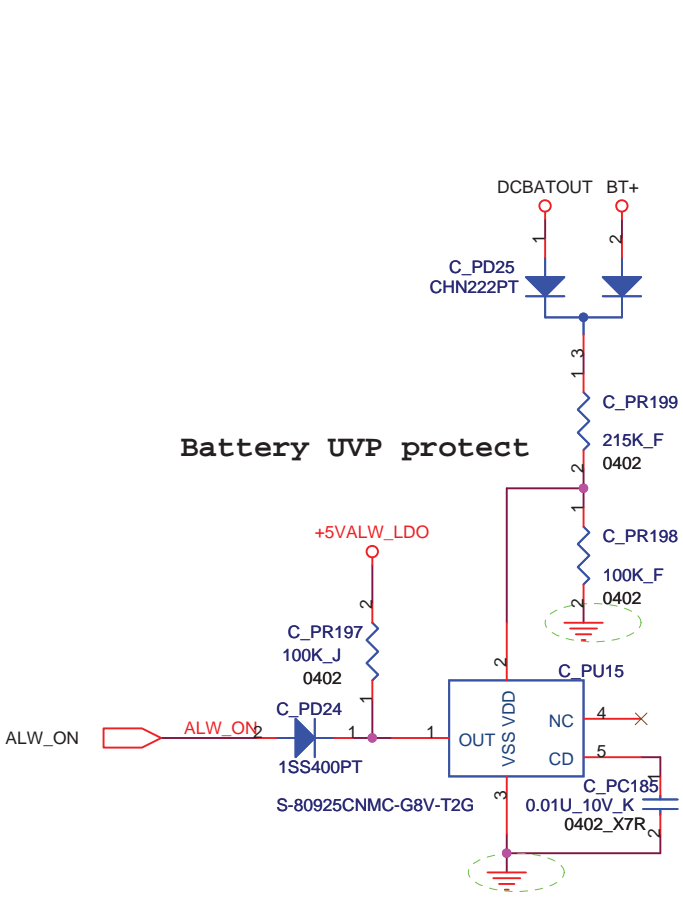 DCBATOUT BT+
1 2
C_PD25
CHN222PT
3
1
C_PR199
215K_F
0402
2
Battery UVP protect
1
C_PR198
100K_F
0402
2
+5VALW_LDO
2
C_PR197
100K_J
0402
1
2
C_PU15
C_PD24
ALW_ON
ALW_ON 2 1 1
OUT
VSS VDD
NC
4
CD
5
1SS400PT
S-80925CNMC-G8V-T2G
3
C_PC185
1
0.01U_10V_K
0402_X7R
2